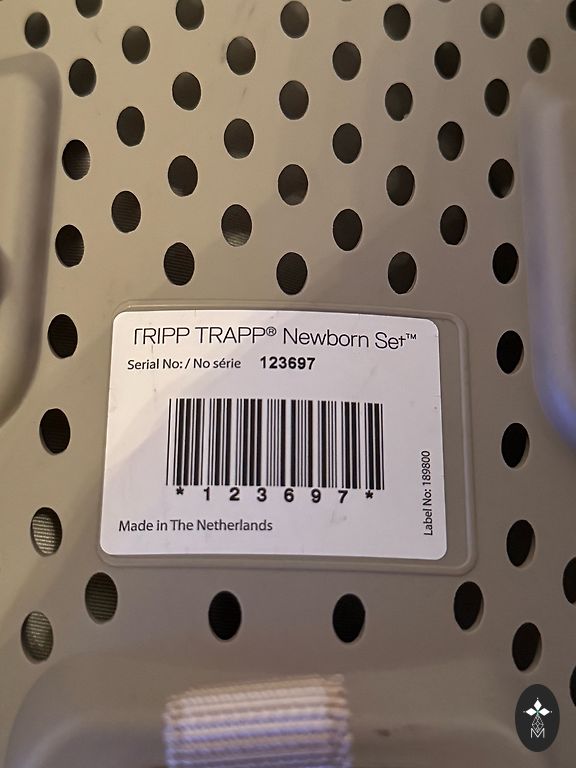 TRIPP TRAPP® Newborn Set™
Serial No: / No série 123697
*123697*
Made in The Netherlands
Label No: 189800
M